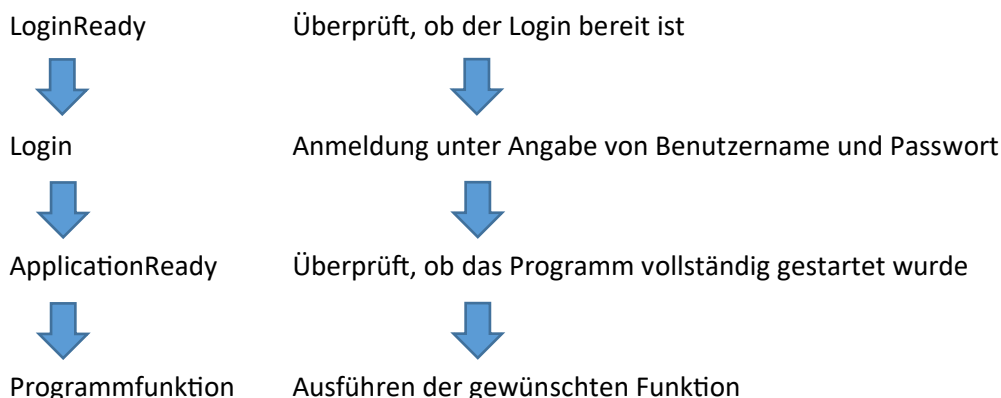 LoginReady Überprüft, ob der Login bereit ist
Login Anmeldung unter Angabe von Benutzername und Passwort
ApplicationReady Überprüft, ob das Programm vollständig gestartet wurde
Programmfunktion Ausführen der gewünschten Funktion